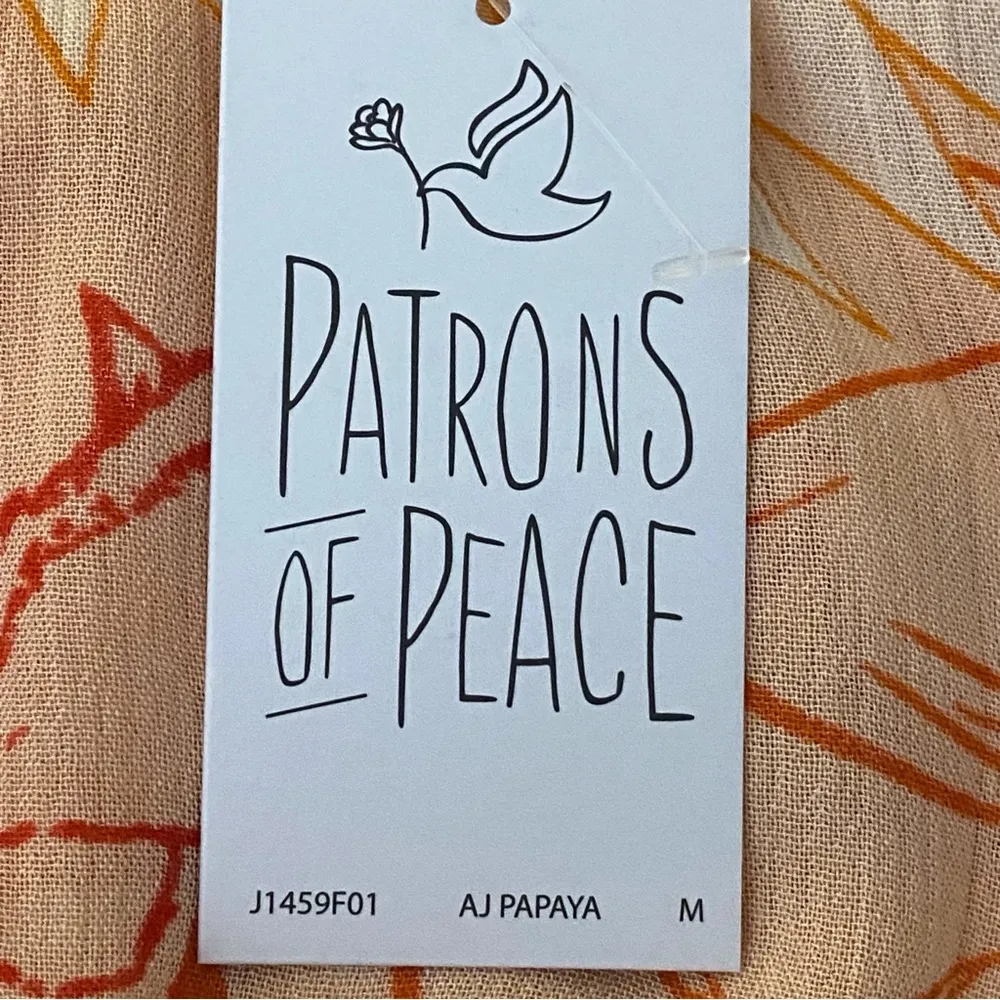 PATRONS
OF PEACE
J1459F01 AJ PAPAYA M